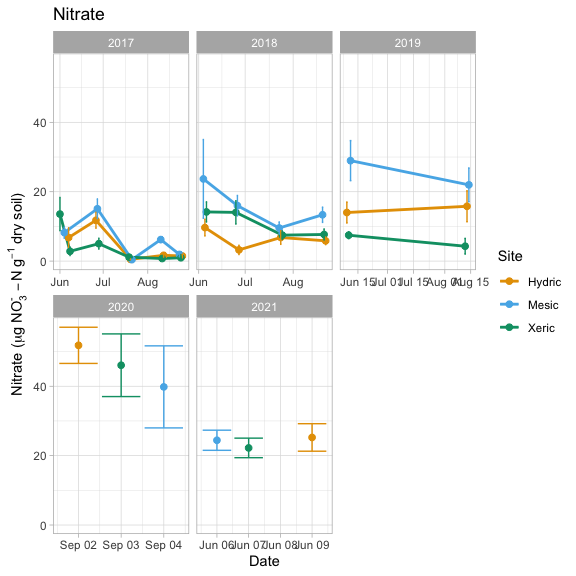 Nitrate
2017 2018 2019
40
20
0
Jun Jul Aug Jun Jul Aug Jun 15 Jul 01 Jul 15 Aug 01 Aug 15
2020 2021
40
20
0
Sep 02 Sep 03 Sep 04 Jun 06 Jun 07 Jun 08 Jun 09
Date
Nitrate (μg NO₃⁻ – N g⁻¹ dry soil)
Site
Hydric
Mesic
Xeric